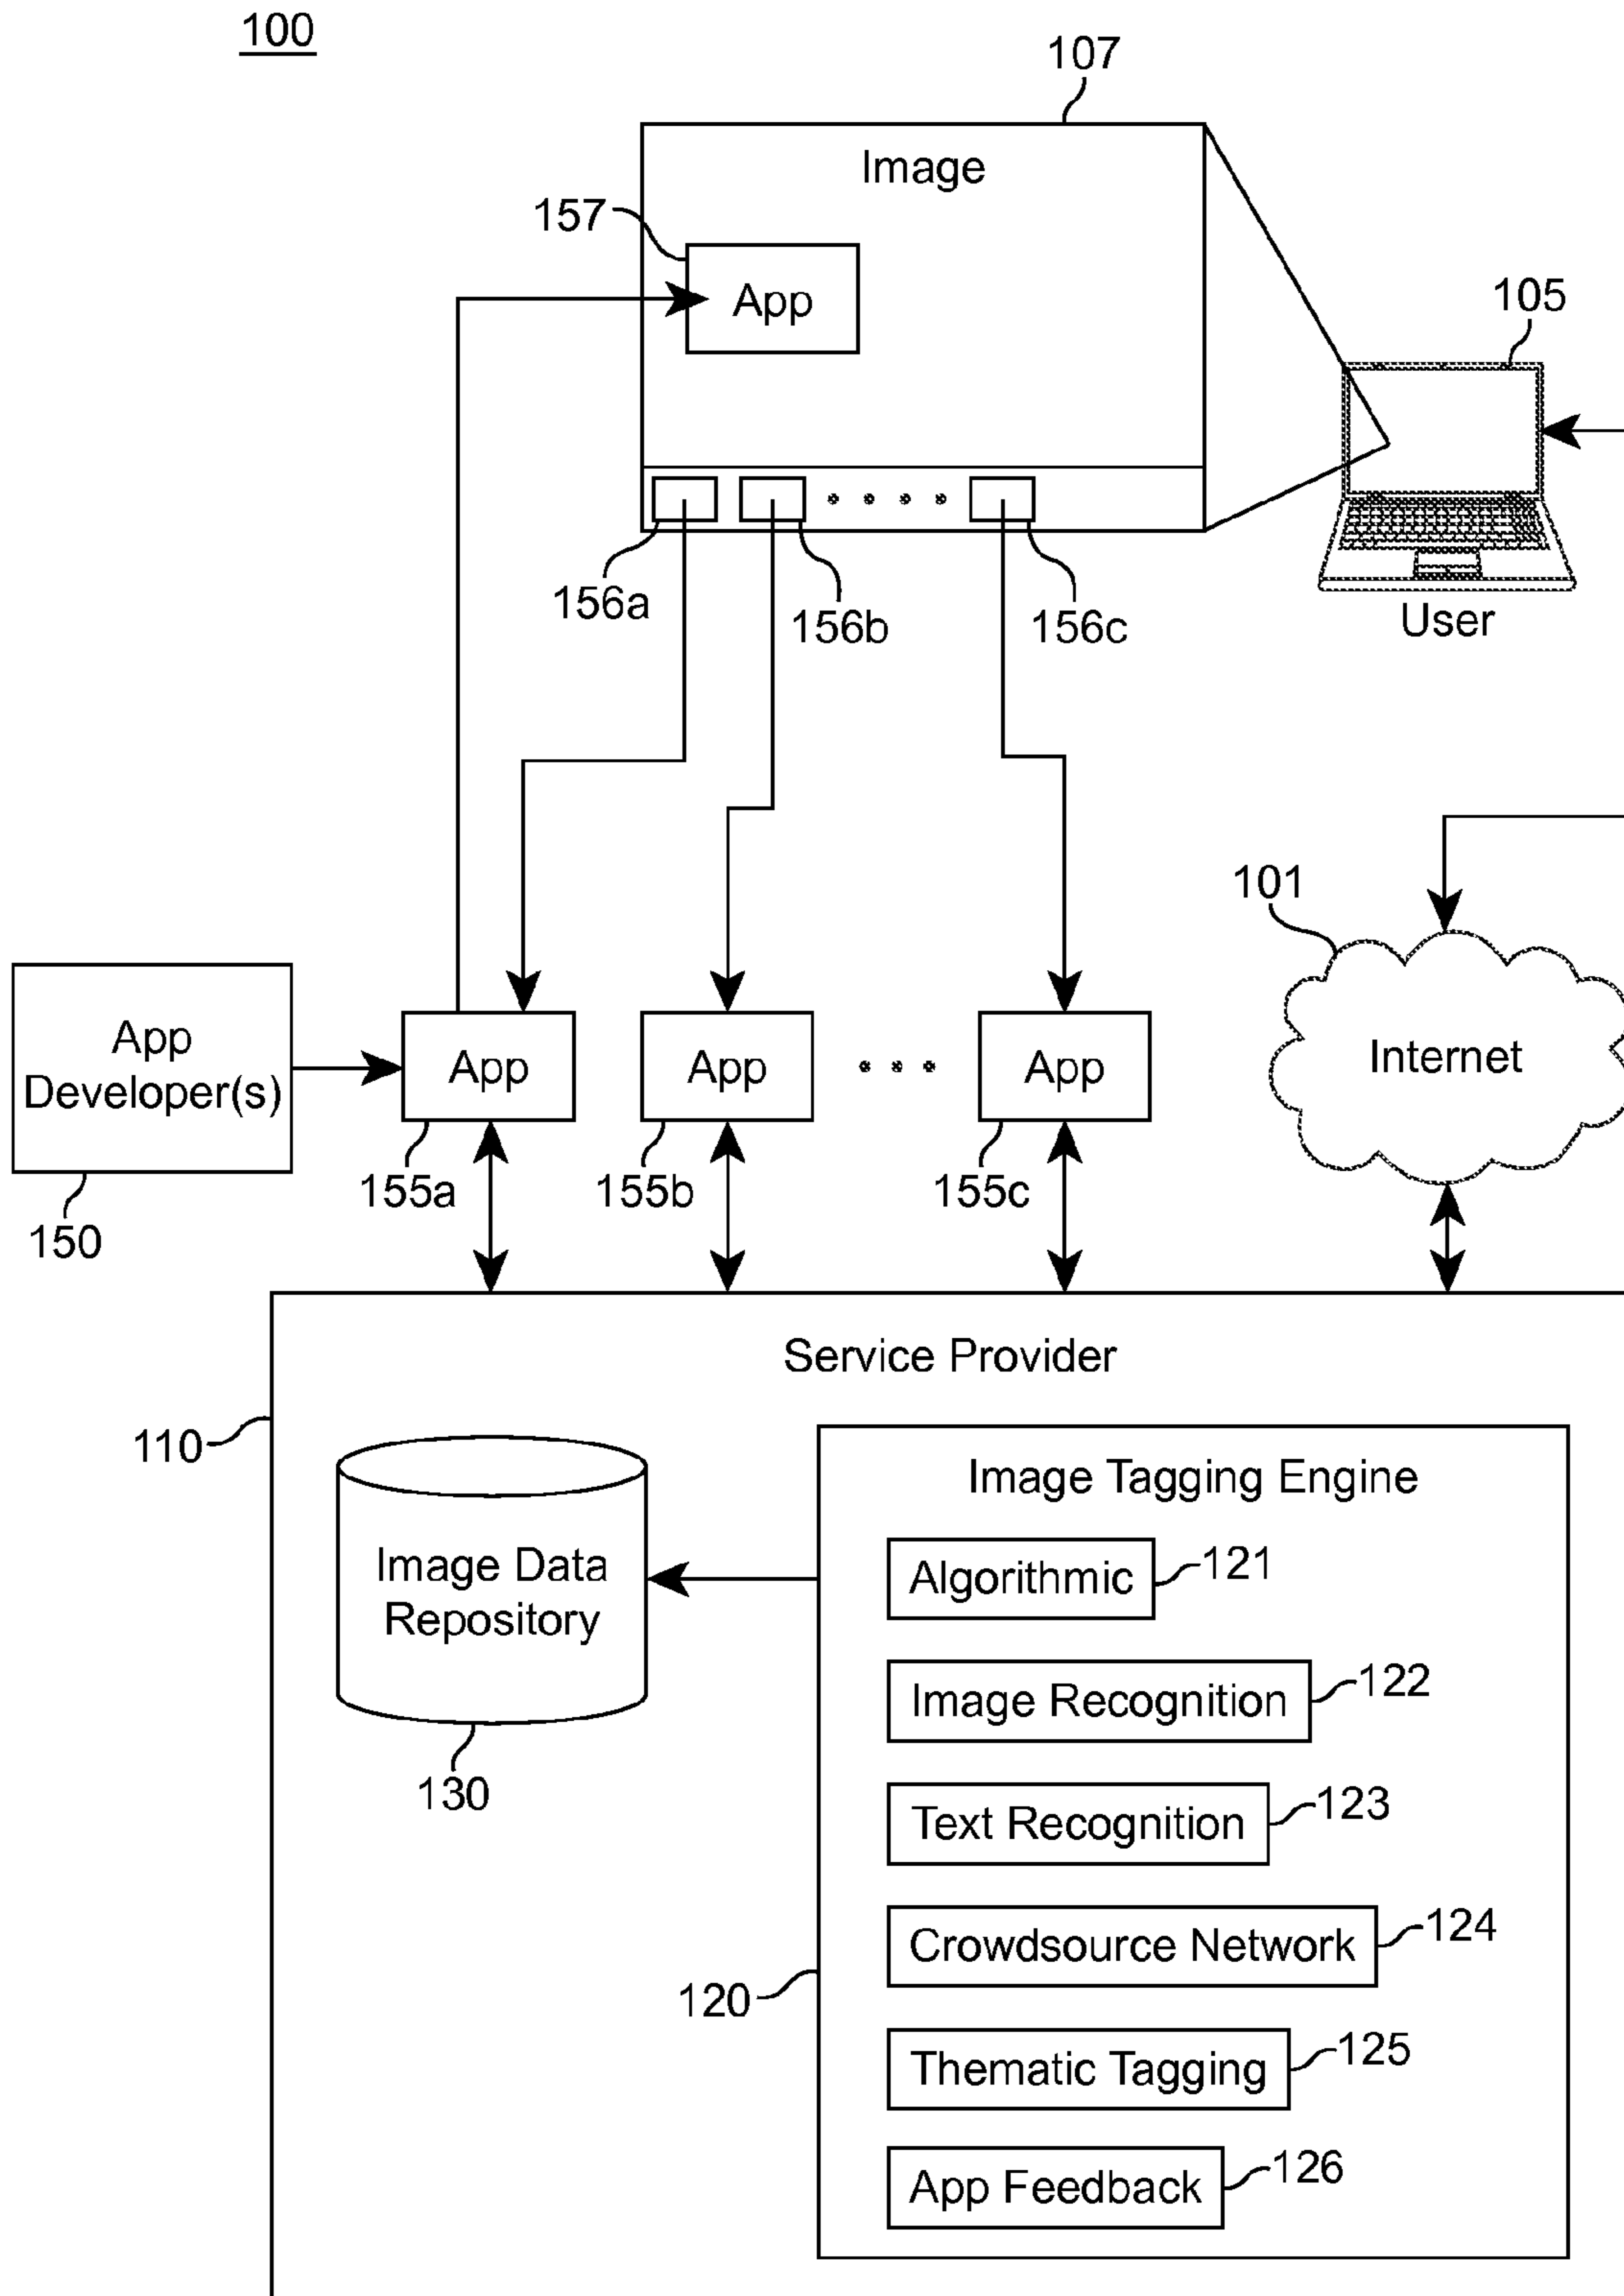 100
107
Image
157
App
105
156a
156b
156c
User
101
App
Developer(s)
App
App
App
Internet
155a
155b
155c
150
Service Provider
110
Image Tagging Engine
Image Data
Repository
Algorithmic
121
Image Recognition
122
130
Text Recognition
123
Crowdsource Network
124
120
Thematic Tagging
125
App Feedback
126